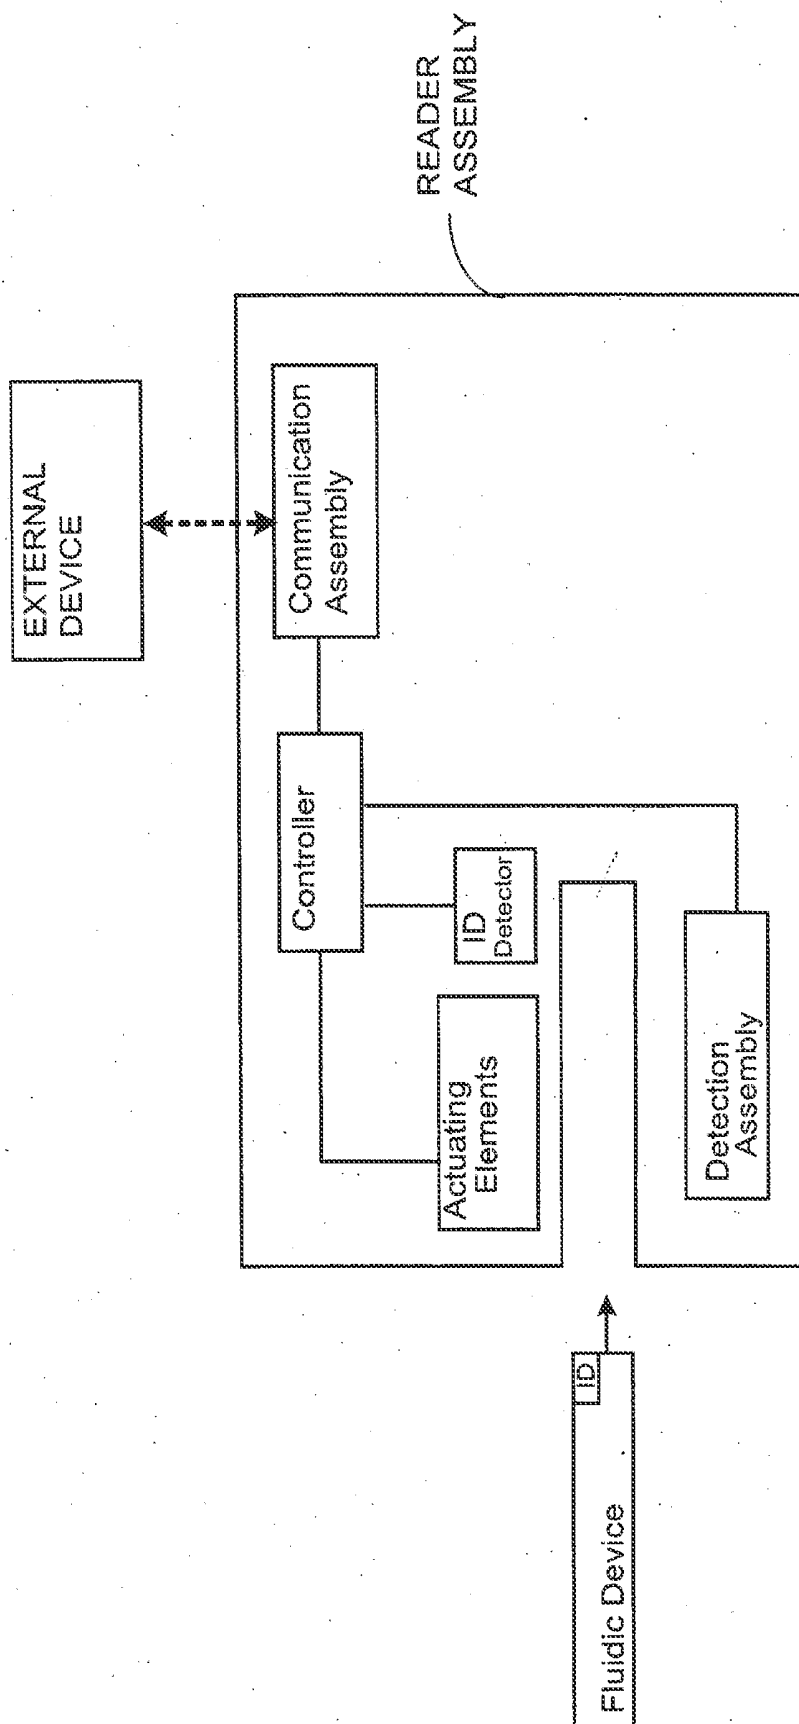 EXTERNAL
DEVICE
READER
ASSEMBLY
Communication
Assembly
Controller
ID
Detector
Actuating
Elements
Detection
Assembly
ID
Fluidic Device